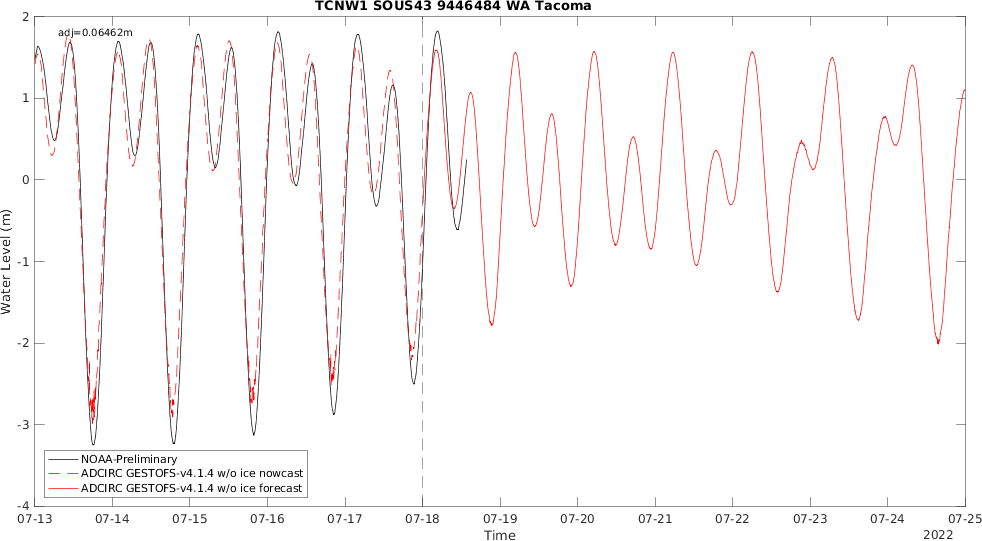 TCNW1 SOUS43 9446484 WA Tacoma
adj=0.06462m
2
1
0
-1
-2
-3
-4
Water Level (m)
NOAA-Preliminary
ADCIRC GESTOFS-v4.1.4 w/o ice nowcast
ADCIRC GESTOFS-v4.1.4 w/o ice forecast
07-13 07-14 07-15 07-16 07-17 07-18 07-19 07-20 07-21 07-22 07-23 07-24 07-25
Time
2022